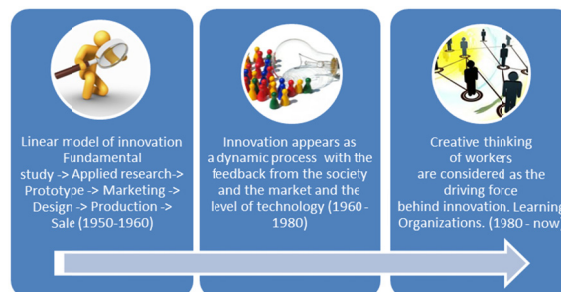 Linear model of innovation
Fundamental
study -> Applied research->
Prototype -> Marketing ->
Design -> Production ->
Sale (1950-1960)
Innovation appears as
a dynamic process with the
feedback from the society
and the market and the
level of technology (1960 -
1980)
Creative thinking
of workers
are considered as the
driving force
behind innovation. Learning
Organizations. (1980 - now)